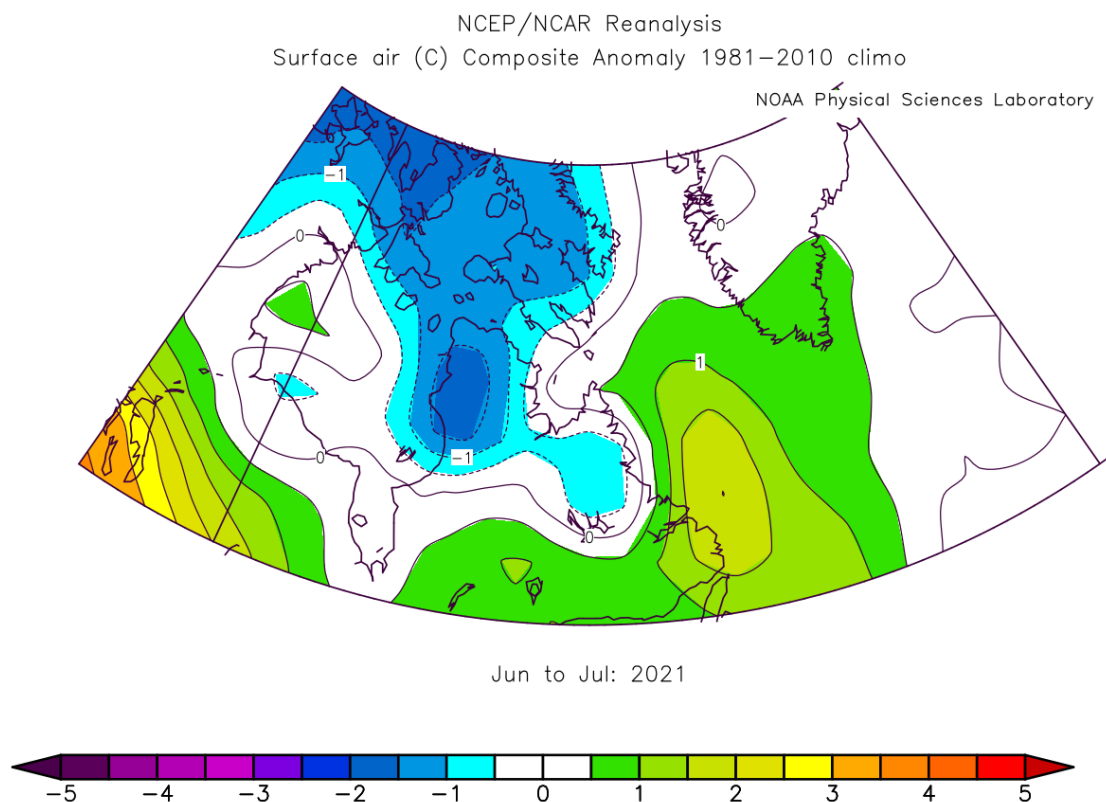 NCEP/NCAR Reanalysis
Surface air (C) Composite Anomaly 1981−2010 climo
NOAA Physical Sciences Laboratory
−1
0
0
1
0
−1
0
0
Jun to Jul: 2021
−5 −4 −3 −2 −1 0 1 2 3 4 5